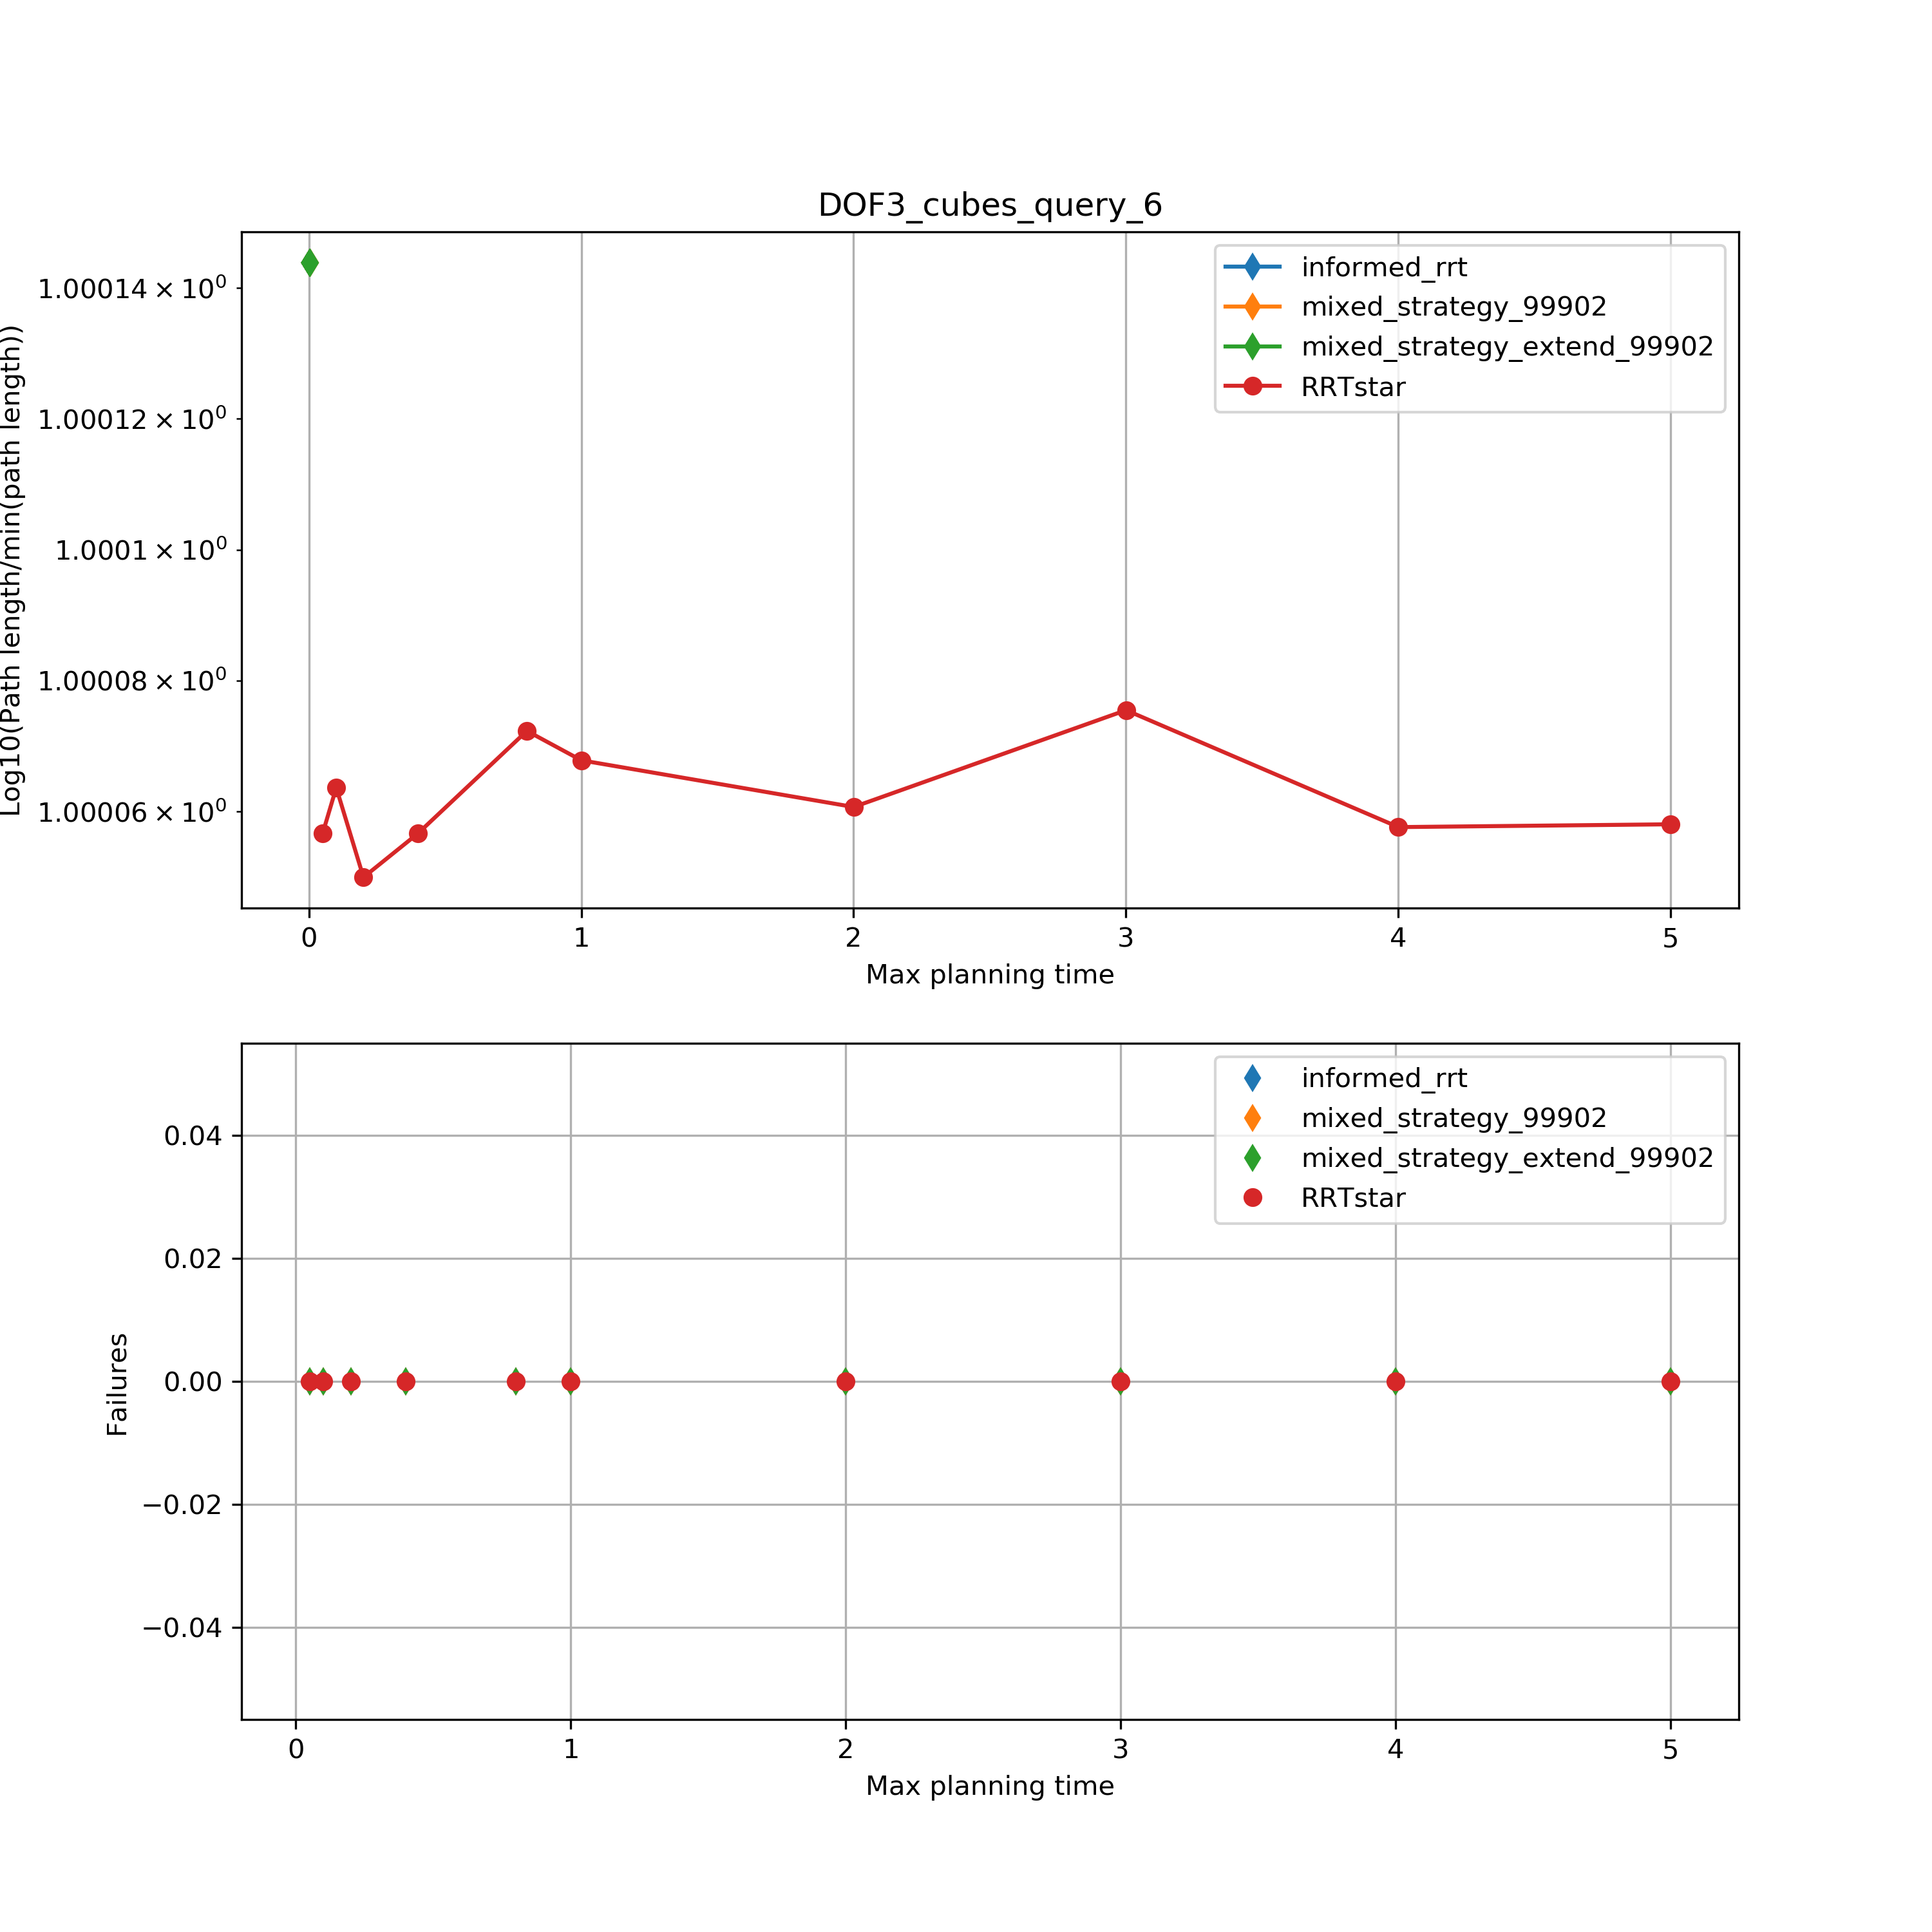 DOF3_cubes_query_6
Log10(Path length/min(path length))
1.00014 × 10⁰
1.00012 × 10⁰
1.0001 × 10⁰
1.00008 × 10⁰
1.00006 × 10⁰
informed_rrt
mixed_strategy_99902
mixed_strategy_extend_99902
RRTstar
0 1 2 3 4 5
Max planning time
Failures
0.04
0.02
0.00
−0.02
−0.04
informed_rrt
mixed_strategy_99902
mixed_strategy_extend_99902
RRTstar
0 1 2 3 4 5
Max planning time